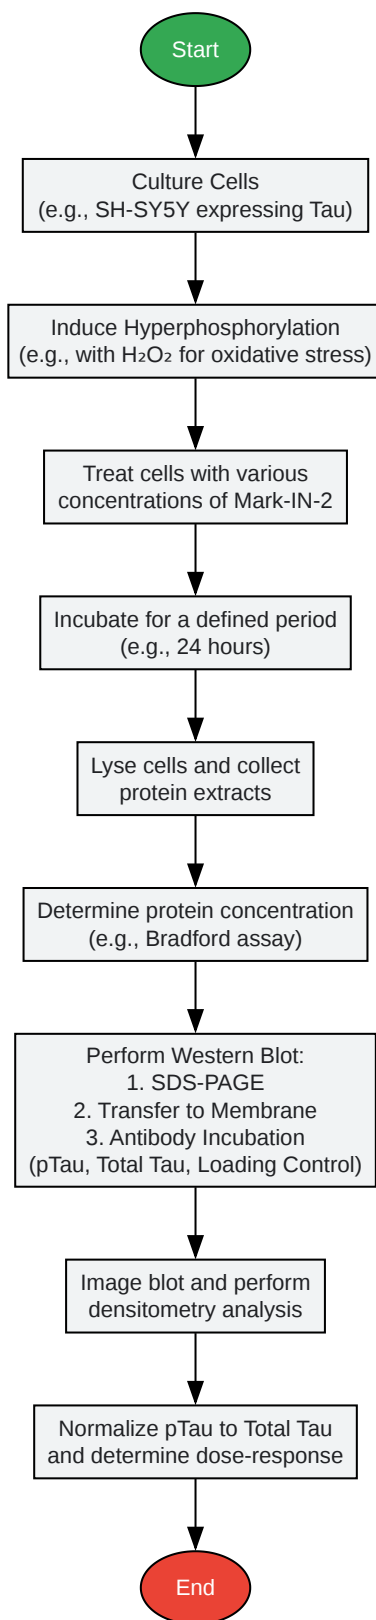 Start
Culture Cells
(e.g., SH-SY5Y expressing Tau)
Induce Hyperphosphorylation
(e.g., with H₂O₂ for oxidative stress)
Treat cells with various
concentrations of Mark-IN-2
Incubate for a defined period
(e.g., 24 hours)
Lyse cells and collect
protein extracts
Determine protein concentration
(e.g., Bradford assay)
Perform Western Blot:
1. SDS-PAGE
2. Transfer to Membrane
3. Antibody Incubation
(pTau, Total Tau, Loading Control)
Image blot and perform
densitometry analysis
Normalize pTau to Total Tau
and determine dose-response
End